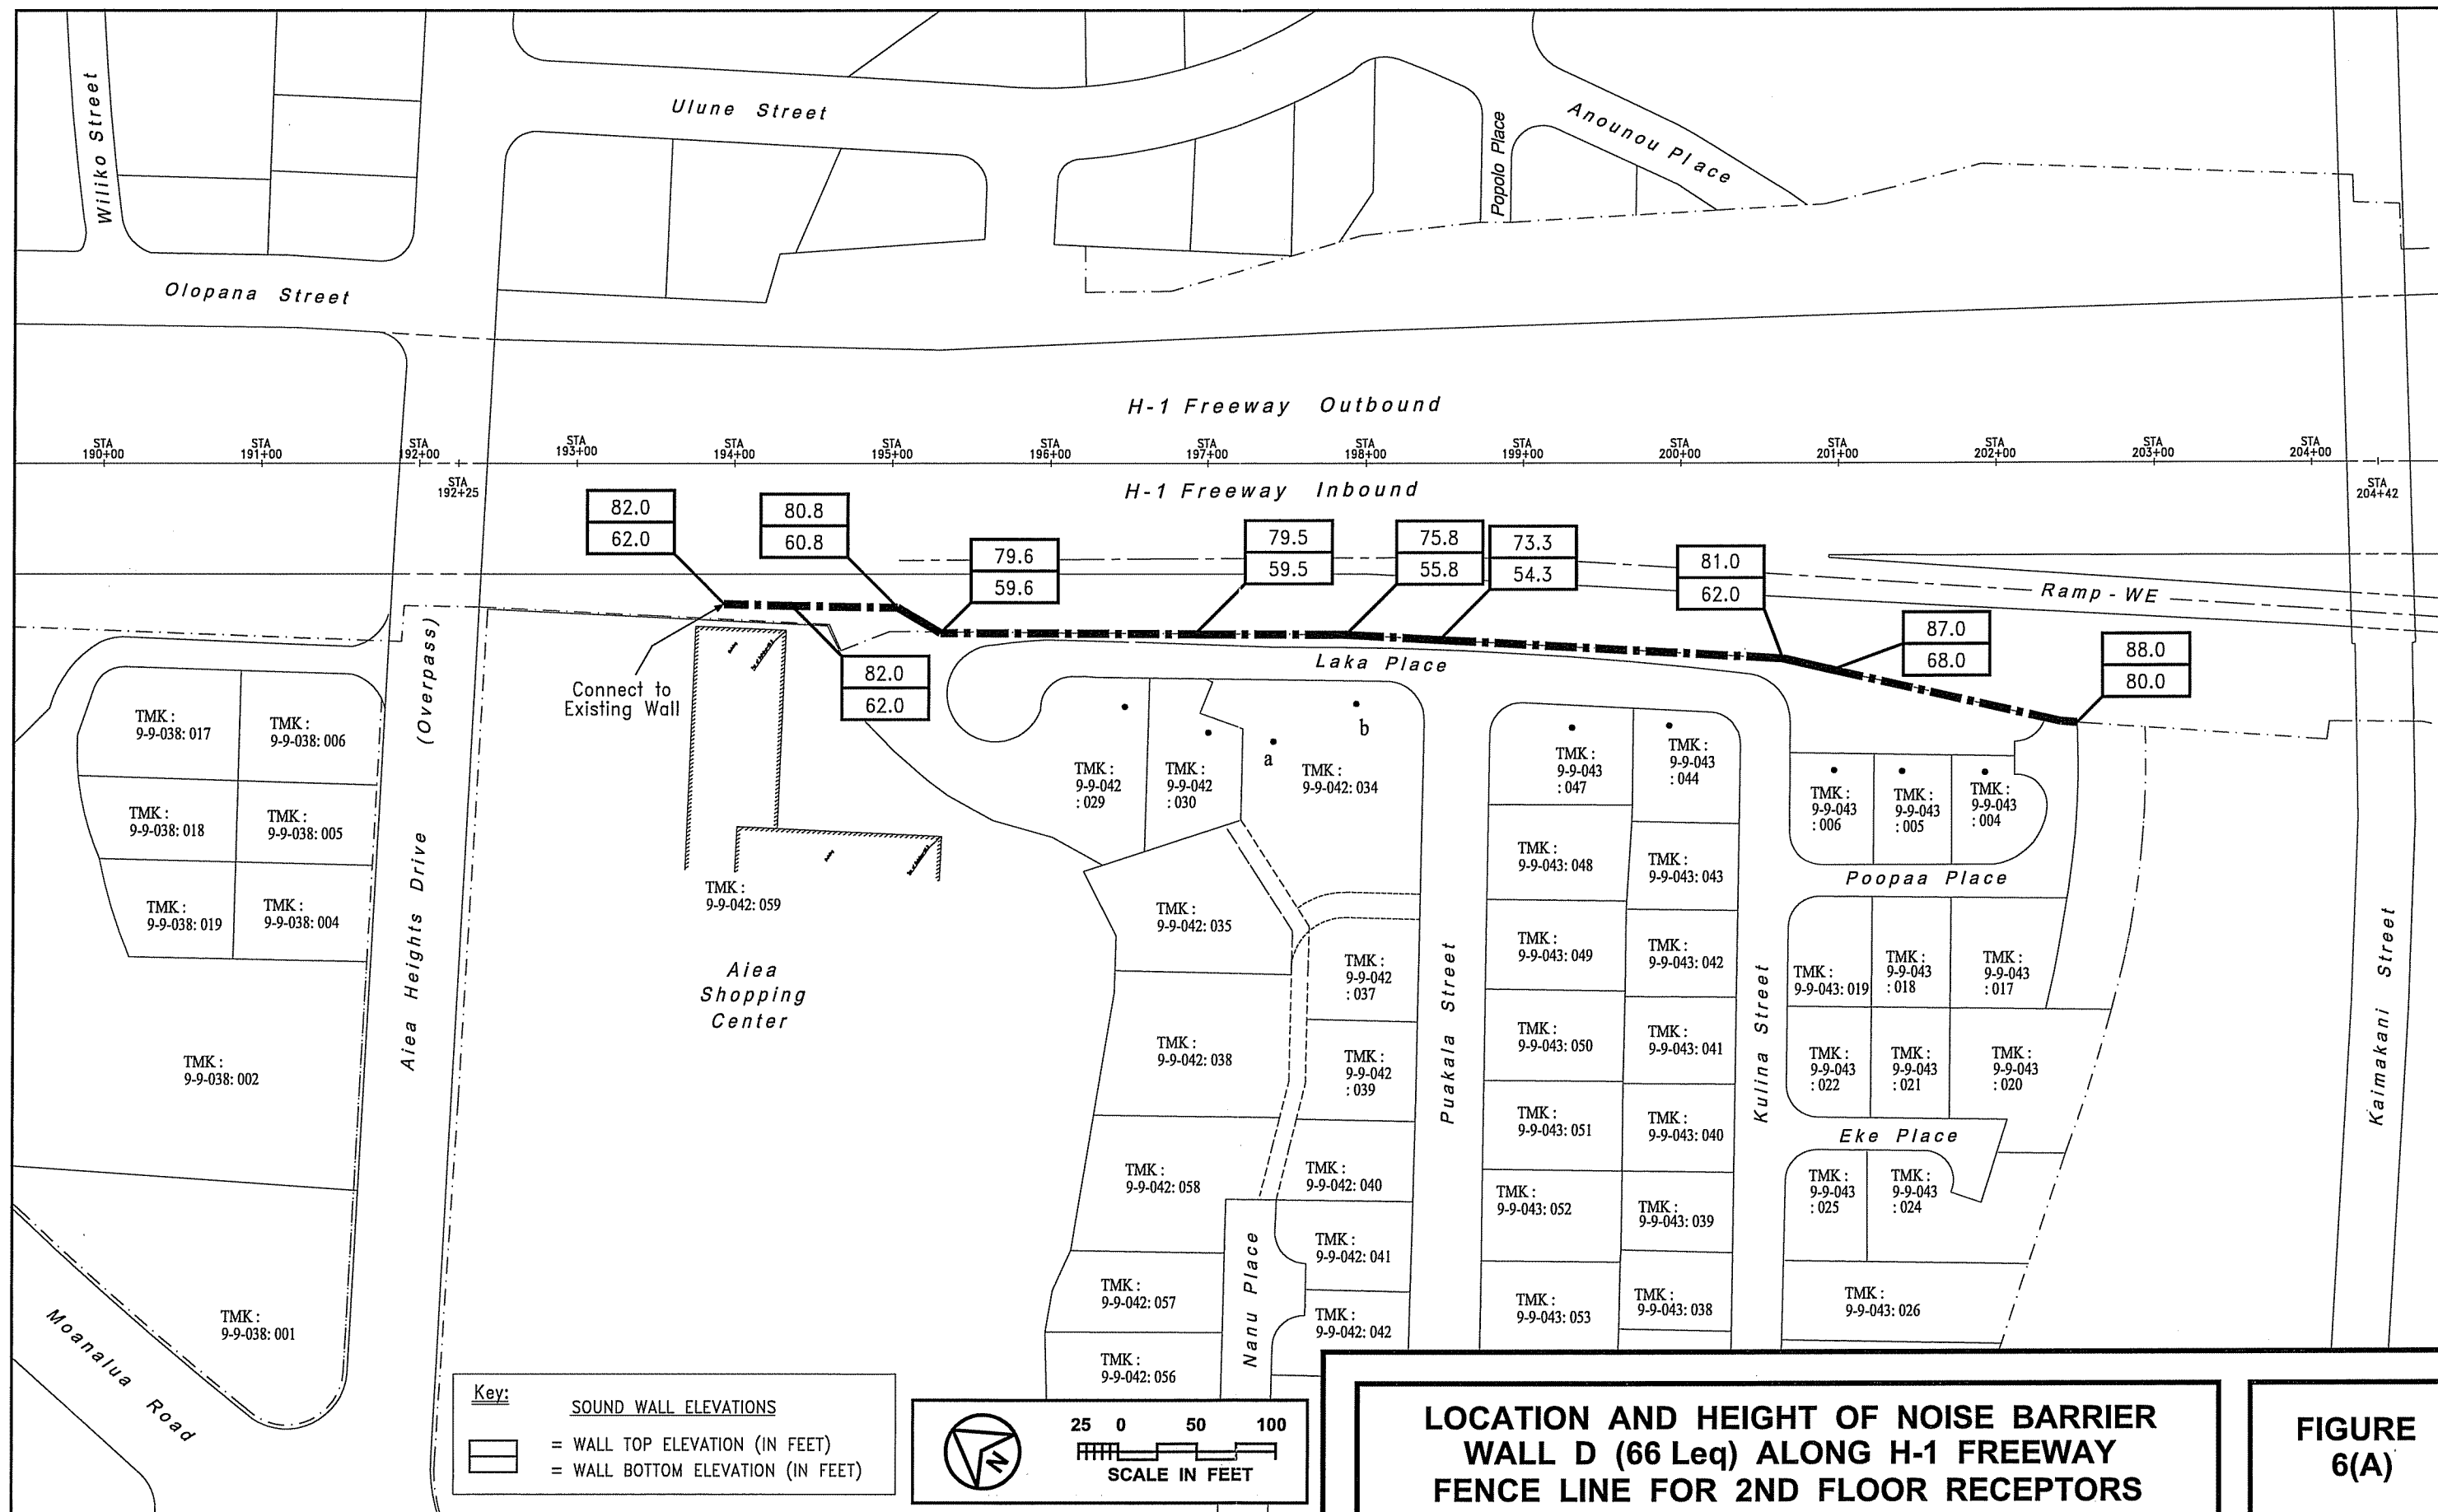 Wiliko Street
Ulune Street
Popolo Place
Anounou Place
Olopana Street
H-1 Freeway Outbound
STA
190+00
STA
191+00
STA
192+00
STA
193+00
STA
194+00
STA
195+00
STA
196+00
STA
197+00
STA
198+00
STA
199+00
STA
200+00
STA
201+00
STA
202+00
STA
203+00
STA
204+00
STA
192+25
H-1 Freeway Inbound
STA
204+42
82.0
62.0
80.8
60.8
79.6
59.6
79.5
59.5
75.8
55.8
73.3
54.3
81.0
62.0
Ramp-WE
87.0
68.0
88.0
80.0
82.0
62.0
Connect to
Existing Wall
Laka Place
Aiea Heights Drive (Overpass)
TMK :
9-9-038: 017
TMK :
9-9-038: 006
TMK :
9-9-038: 018
TMK :
9-9-038: 005
TMK :
9-9-038: 019
TMK :
9-9-038: 004
TMK :
9-9-038: 002
TMK :
9-9-038: 001
Moanalua Road
TMK :
9-9-042: 059
Aiea
Shopping
Center
TMK :
9-9-042
: 029
TMK :
9-9-042
: 030
a
b
TMK :
9-9-042: 034
TMK :
9-9-042: 035
TMK :
9-9-042
: 037
TMK :
9-9-042: 038
TMK :
9-9-042
: 039
TMK :
9-9-042: 058
TMK :
9-9-042: 040
TMK :
9-9-042: 041
TMK :
9-9-042: 057
TMK :
9-9-042: 042
TMK :
9-9-042: 056
Nanu Place
Puakala Street
TMK :
9-9-043
: 047
TMK :
9-9-043
: 044
TMK :
9-9-043: 048
TMK :
9-9-043: 043
TMK :
9-9-043: 049
TMK :
9-9-043: 042
TMK :
9-9-043: 050
TMK :
9-9-043: 041
TMK :
9-9-043: 051
TMK :
9-9-043: 040
TMK :
9-9-043: 052
TMK :
9-9-043: 039
TMK :
9-9-043: 053
TMK :
9-9-043: 038
Kulina Street
TMK :
9-9-043
: 006
TMK :
9-9-043
: 005
TMK :
9-9-043
: 004
Poopaa Place
TMK :
9-9-043: 019
TMK :
9-9-043
: 018
TMK :
9-9-043
: 017
TMK :
9-9-043
: 022
TMK :
9-9-043
: 021
TMK :
9-9-043
: 020
Eke Place
TMK :
9-9-043
: 025
TMK :
9-9-043
: 024
TMK :
9-9-043: 026
Kaimakani Street
Key:
SOUND WALL ELEVATIONS
= WALL TOP ELEVATION (IN FEET)
= WALL BOTTOM ELEVATION (IN FEET)
N
25 0 50 100
SCALE IN FEET
LOCATION AND HEIGHT OF NOISE BARRIER
WALL D (66 Leq) ALONG H-1 FREEWAY
FENCE LINE FOR 2ND FLOOR RECEPTORS
FIGURE
6(A)